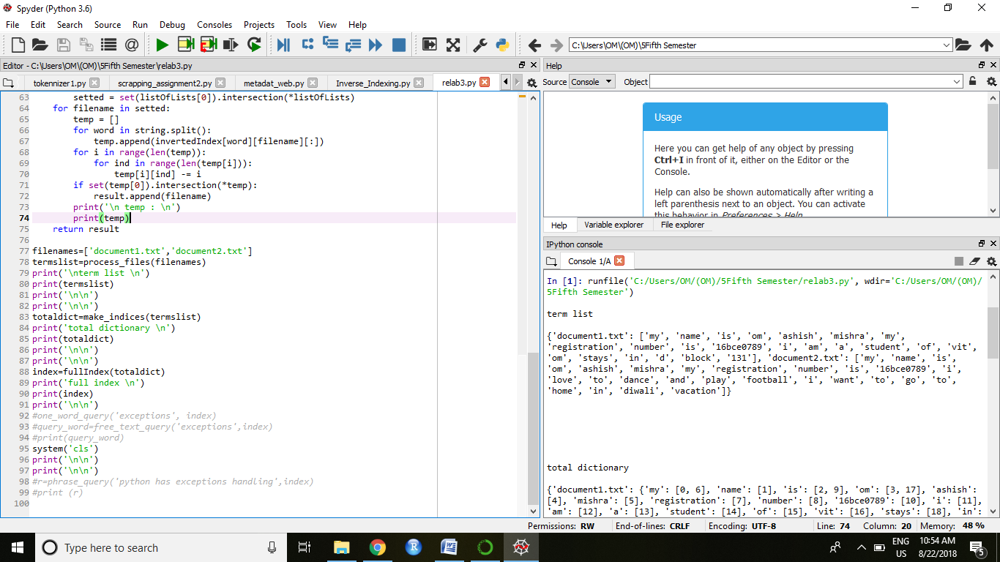 Spyder (Python 3.6)
File Edit Search Source Run Debug Consoles Projects Tools View Help
C:\Users\OM\(OM)\5Fifth Semester
Editor - C:\Users\OM\(OM)\5Fifth Semester\relab3.py
tokennizer1.py scrapping_assignment2.py metadat_web.py Inverse_Indexing.py relab3.py
63 setted = set(listOfLists[0]).intersection(*listOfLists)
64 for filename in setted:
65 temp = []
66 for word in string.split():
67 temp.append(invertedIndex[word][filename][:])
68 for i in range(len(temp)):
69 for ind in range(len(temp[i])):
70 temp[i][ind] -= i
71 if set(temp[0]).intersection(*temp):
72 result.append(filename)
73 print('\n temp : \n')
74 print(temp)
75 return result
76
77 filenames=['document1.txt','document2.txt']
78 termslist=process_files(filenames)
79 print('\nterm list \n')
80 print(termslist)
81 print('\n\n')
82 print('\n\n')
83 totaldict=make_indices(termslist)
84 print('total dictionary \n')
85 print(totaldict)
86 print('\n\n')
87 print('\n\n')
88 index=fullIndex(totaldict)
89 print('full index \n')
90 print(index)
91 print('\n\n')
92 #one_word_query('exceptions', index)
93 #query_word=free_text_query('exceptions',index)
94 #print(query_word)
95 system('cls')
96 print('\n\n')
97 print('\n\n')
98 #r=phrase_query('python has exceptions handling',index)
99 #print (r)
100
Help
Source Console Object
Usage
Here you can get help of any object by pressing
Ctrl+I in front of it, either on the Editor or the
Console.
Help can also be shown automatically after writing a
left parenthesis next to an object. You can activate
this behavior in Preferences > Help.
Help Variable explorer File explorer
IPython console
Console 1/A
In [1]: runfile('C:/Users/OM/(OM)/5Fifth Semester/relab3.py', wdir='C:/Users/OM/(OM)/
5Fifth Semester')
term list
{'document1.txt': ['my', 'name', 'is', 'om', 'ashish', 'mishra', 'my',
'registration', 'number', 'is', '16bce0789', 'i', 'am', 'a', 'student', 'of', 'vit',
'om', 'stays', 'in', 'd', 'block', '131'], 'document2.txt': ['my', 'name', 'is',
'om', 'ashish', 'mishra', 'my', 'registration', 'number', 'is', '16bce0789', 'i',
'love', 'to', 'dance', 'and', 'play', 'football', 'i', 'want', 'to', 'go', 'to',
'home', 'in', 'diwali', 'vacation']}
total dictionary
{'document1.txt': {'my': [0, 6], 'name': [1], 'is': [2, 9], 'om': [3, 17], 'ashish':
[4], 'mishra': [5], 'registration': [7], 'number': [8], '16bce0789': [10], 'i': [11],
'am': [12], 'a': [13], 'student': [14], 'of': [15], 'vit': [16], 'stays': [18], 'in':
Permissions: RW End-of-lines: CRLF Encoding: UTF-8 Line: 74 Column: 20 Memory: 48 %
Type here to search
ENG
US
10:54 AM
8/22/2018
5